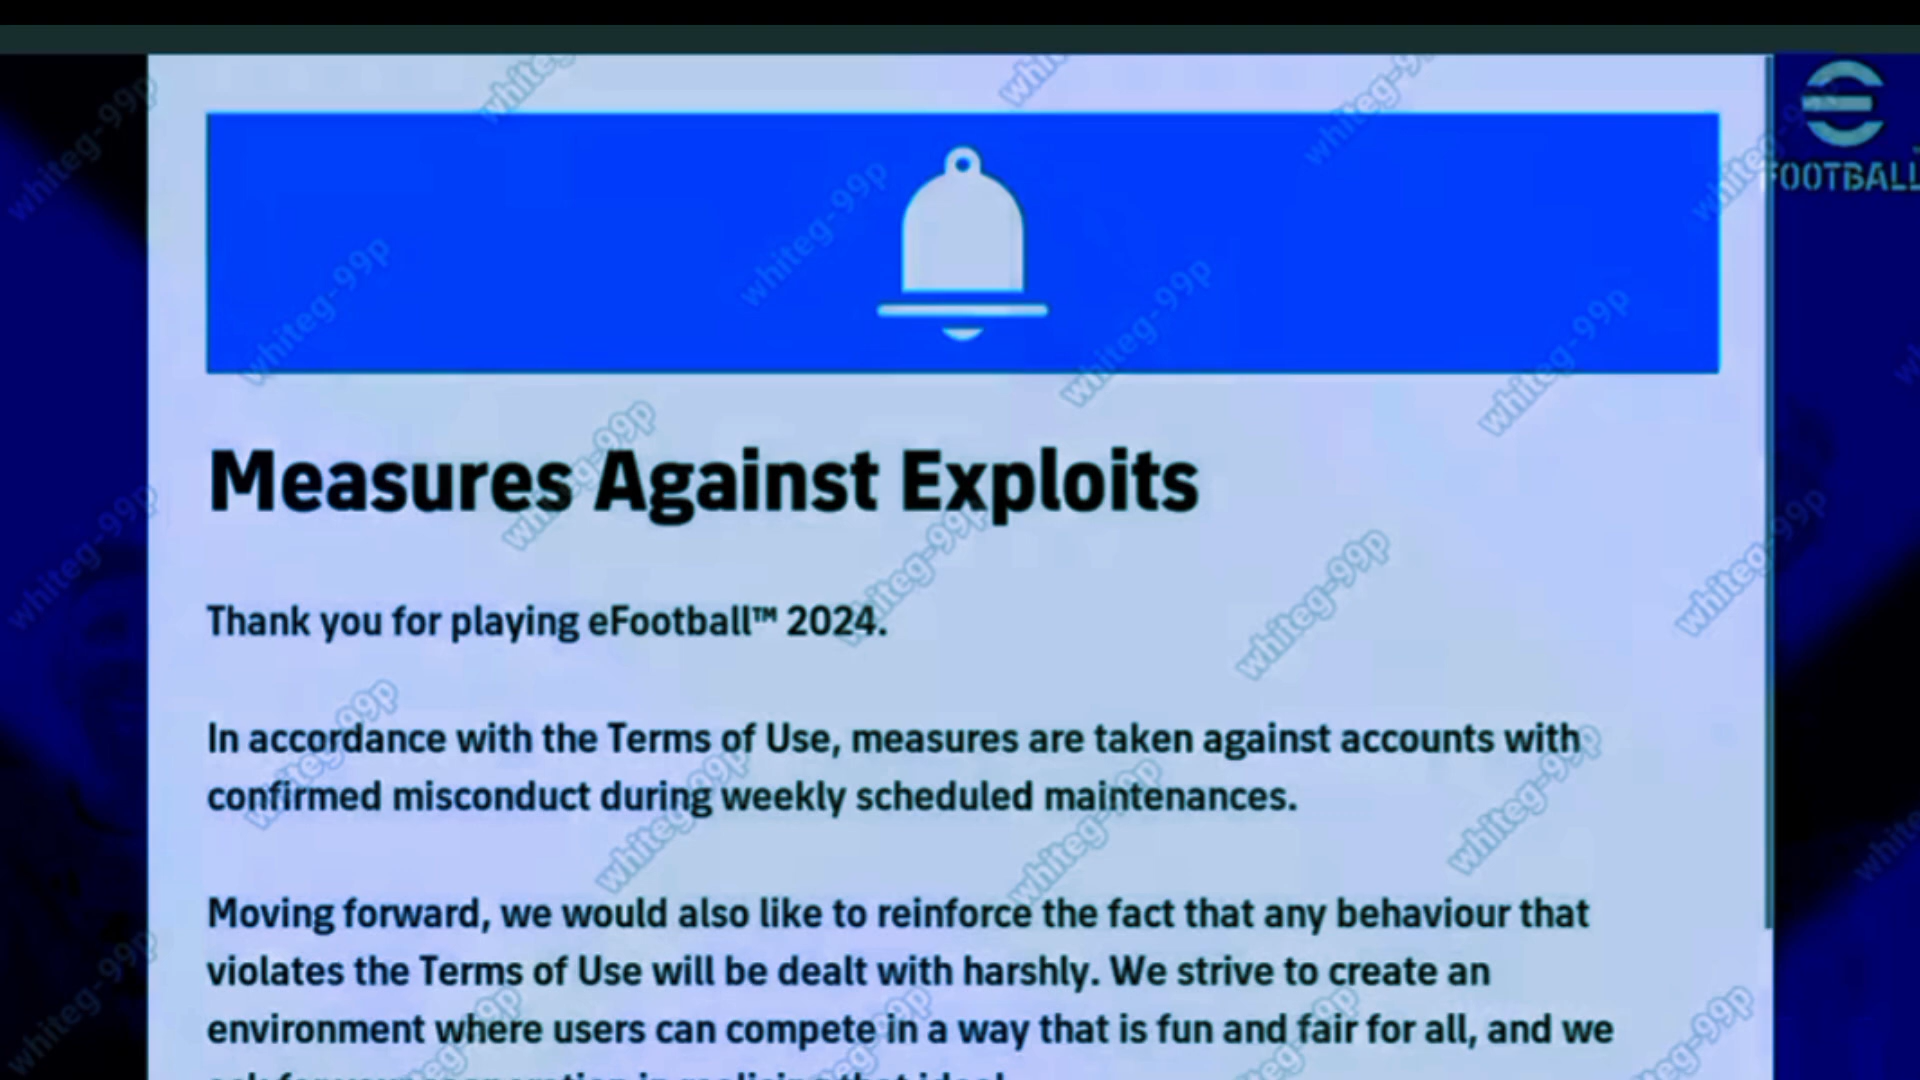 FOOTBALL
Measures Against Exploits
Thank you for playing eFootball™ 2024.
In accordance with the Terms of Use, measures are taken against accounts with
confirmed misconduct during weekly scheduled maintenances.
Moving forward, we would also like to reinforce the fact that any behaviour that
violates the Terms of Use will be dealt with harshly. We strive to create an
environment where users can compete in a way that is fun and fair for all, and we
whiteg-99p